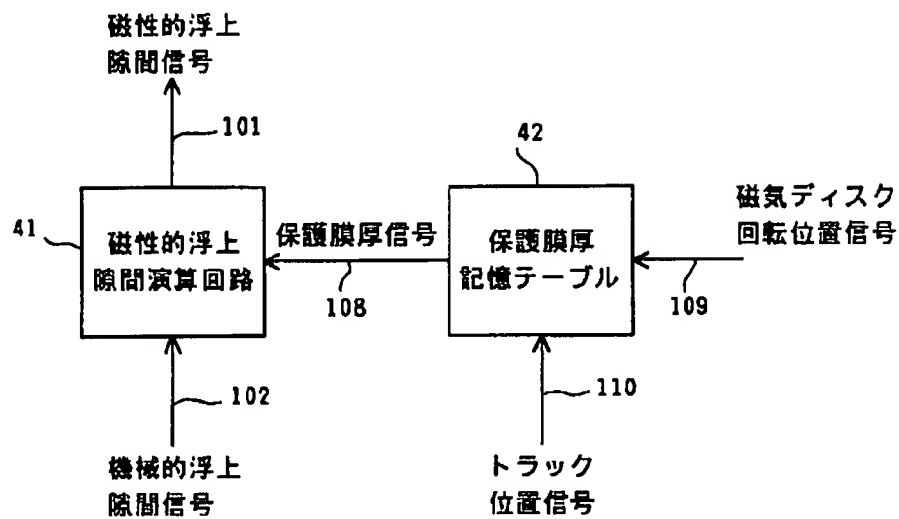 磁性的浮上
隙間信号
101
42
41
磁性的浮上
隙間演算回路
保護膜厚信号
108
保護膜厚
記憶テーブル
磁気ディスク
回転位置信号
109
102
110
機械的浮上
隙間信号
トラック
位置信号